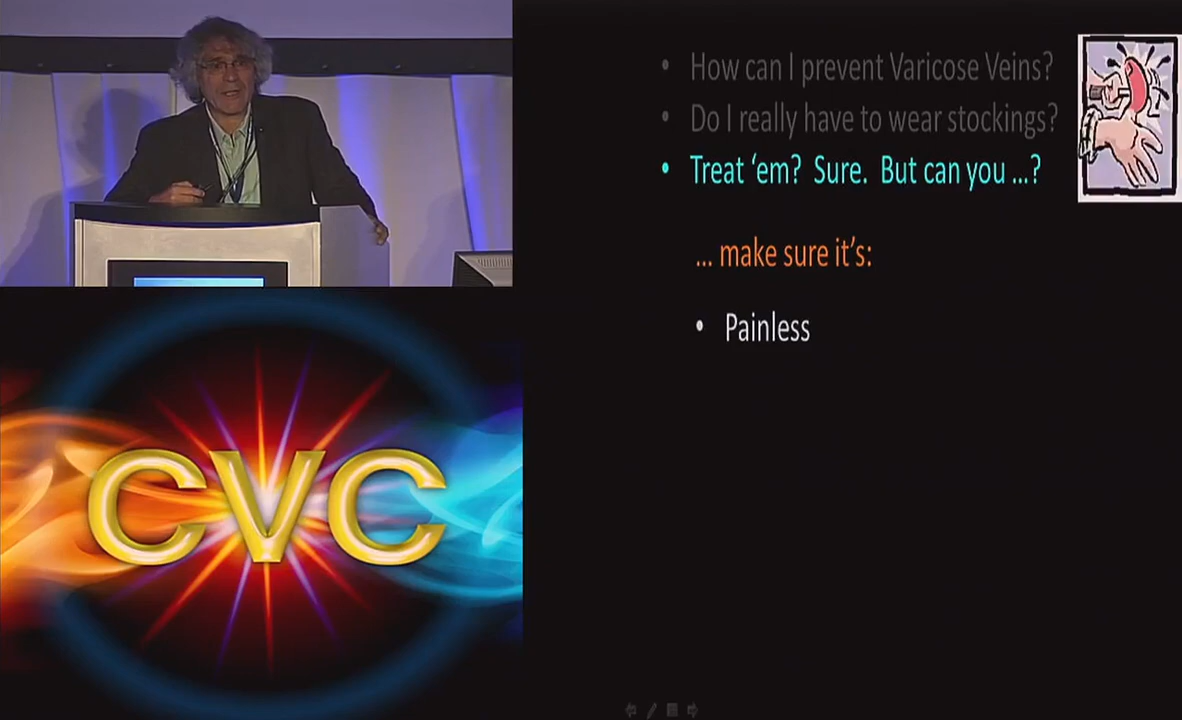 • How can I prevent Varicose Veins?
• Do I really have to wear stockings?
• Treat ‘em? Sure. But can you ...?
... make sure it’s:
• Painless
CVC